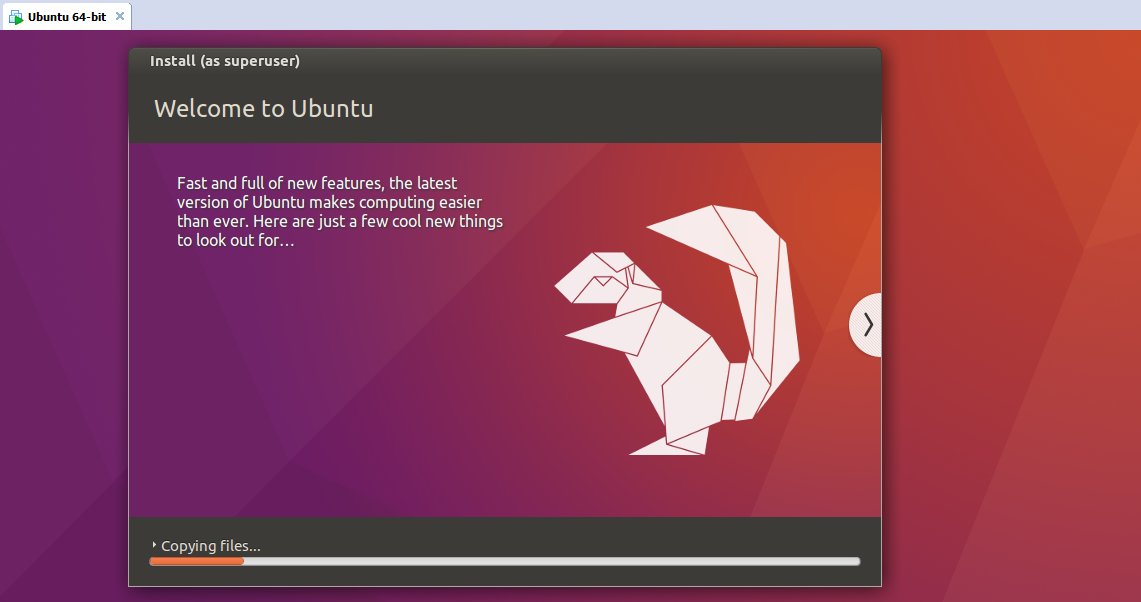 Ubuntu 64-bit
Install (as superuser)
Welcome to Ubuntu
Fast and full of new features, the latest
version of Ubuntu makes computing easier
than ever. Here are just a few cool new things
to look out for…
Copying files...